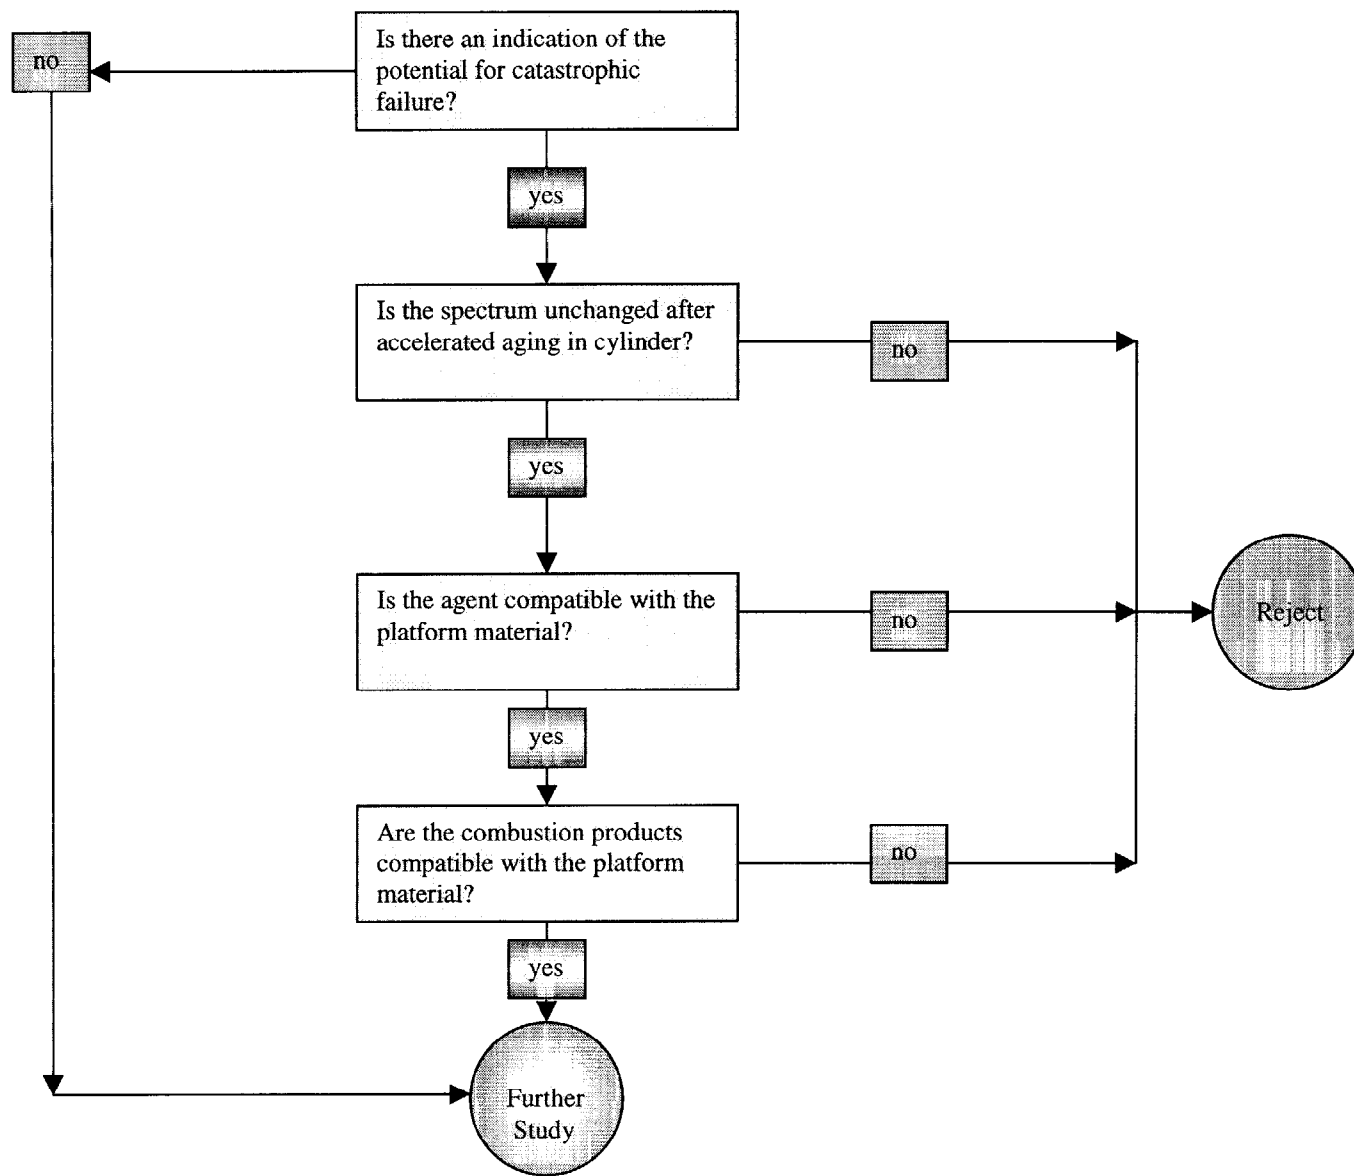 Is there an indication of the
potential for catastrophic
failure?
no
yes
Is the spectrum unchanged after
accelerated aging in cylinder?
no
yes
Is the agent compatible with the
platform material?
no
Reject
yes
Are the combustion products
compatible with the platform
material?
no
yes
Further
Study